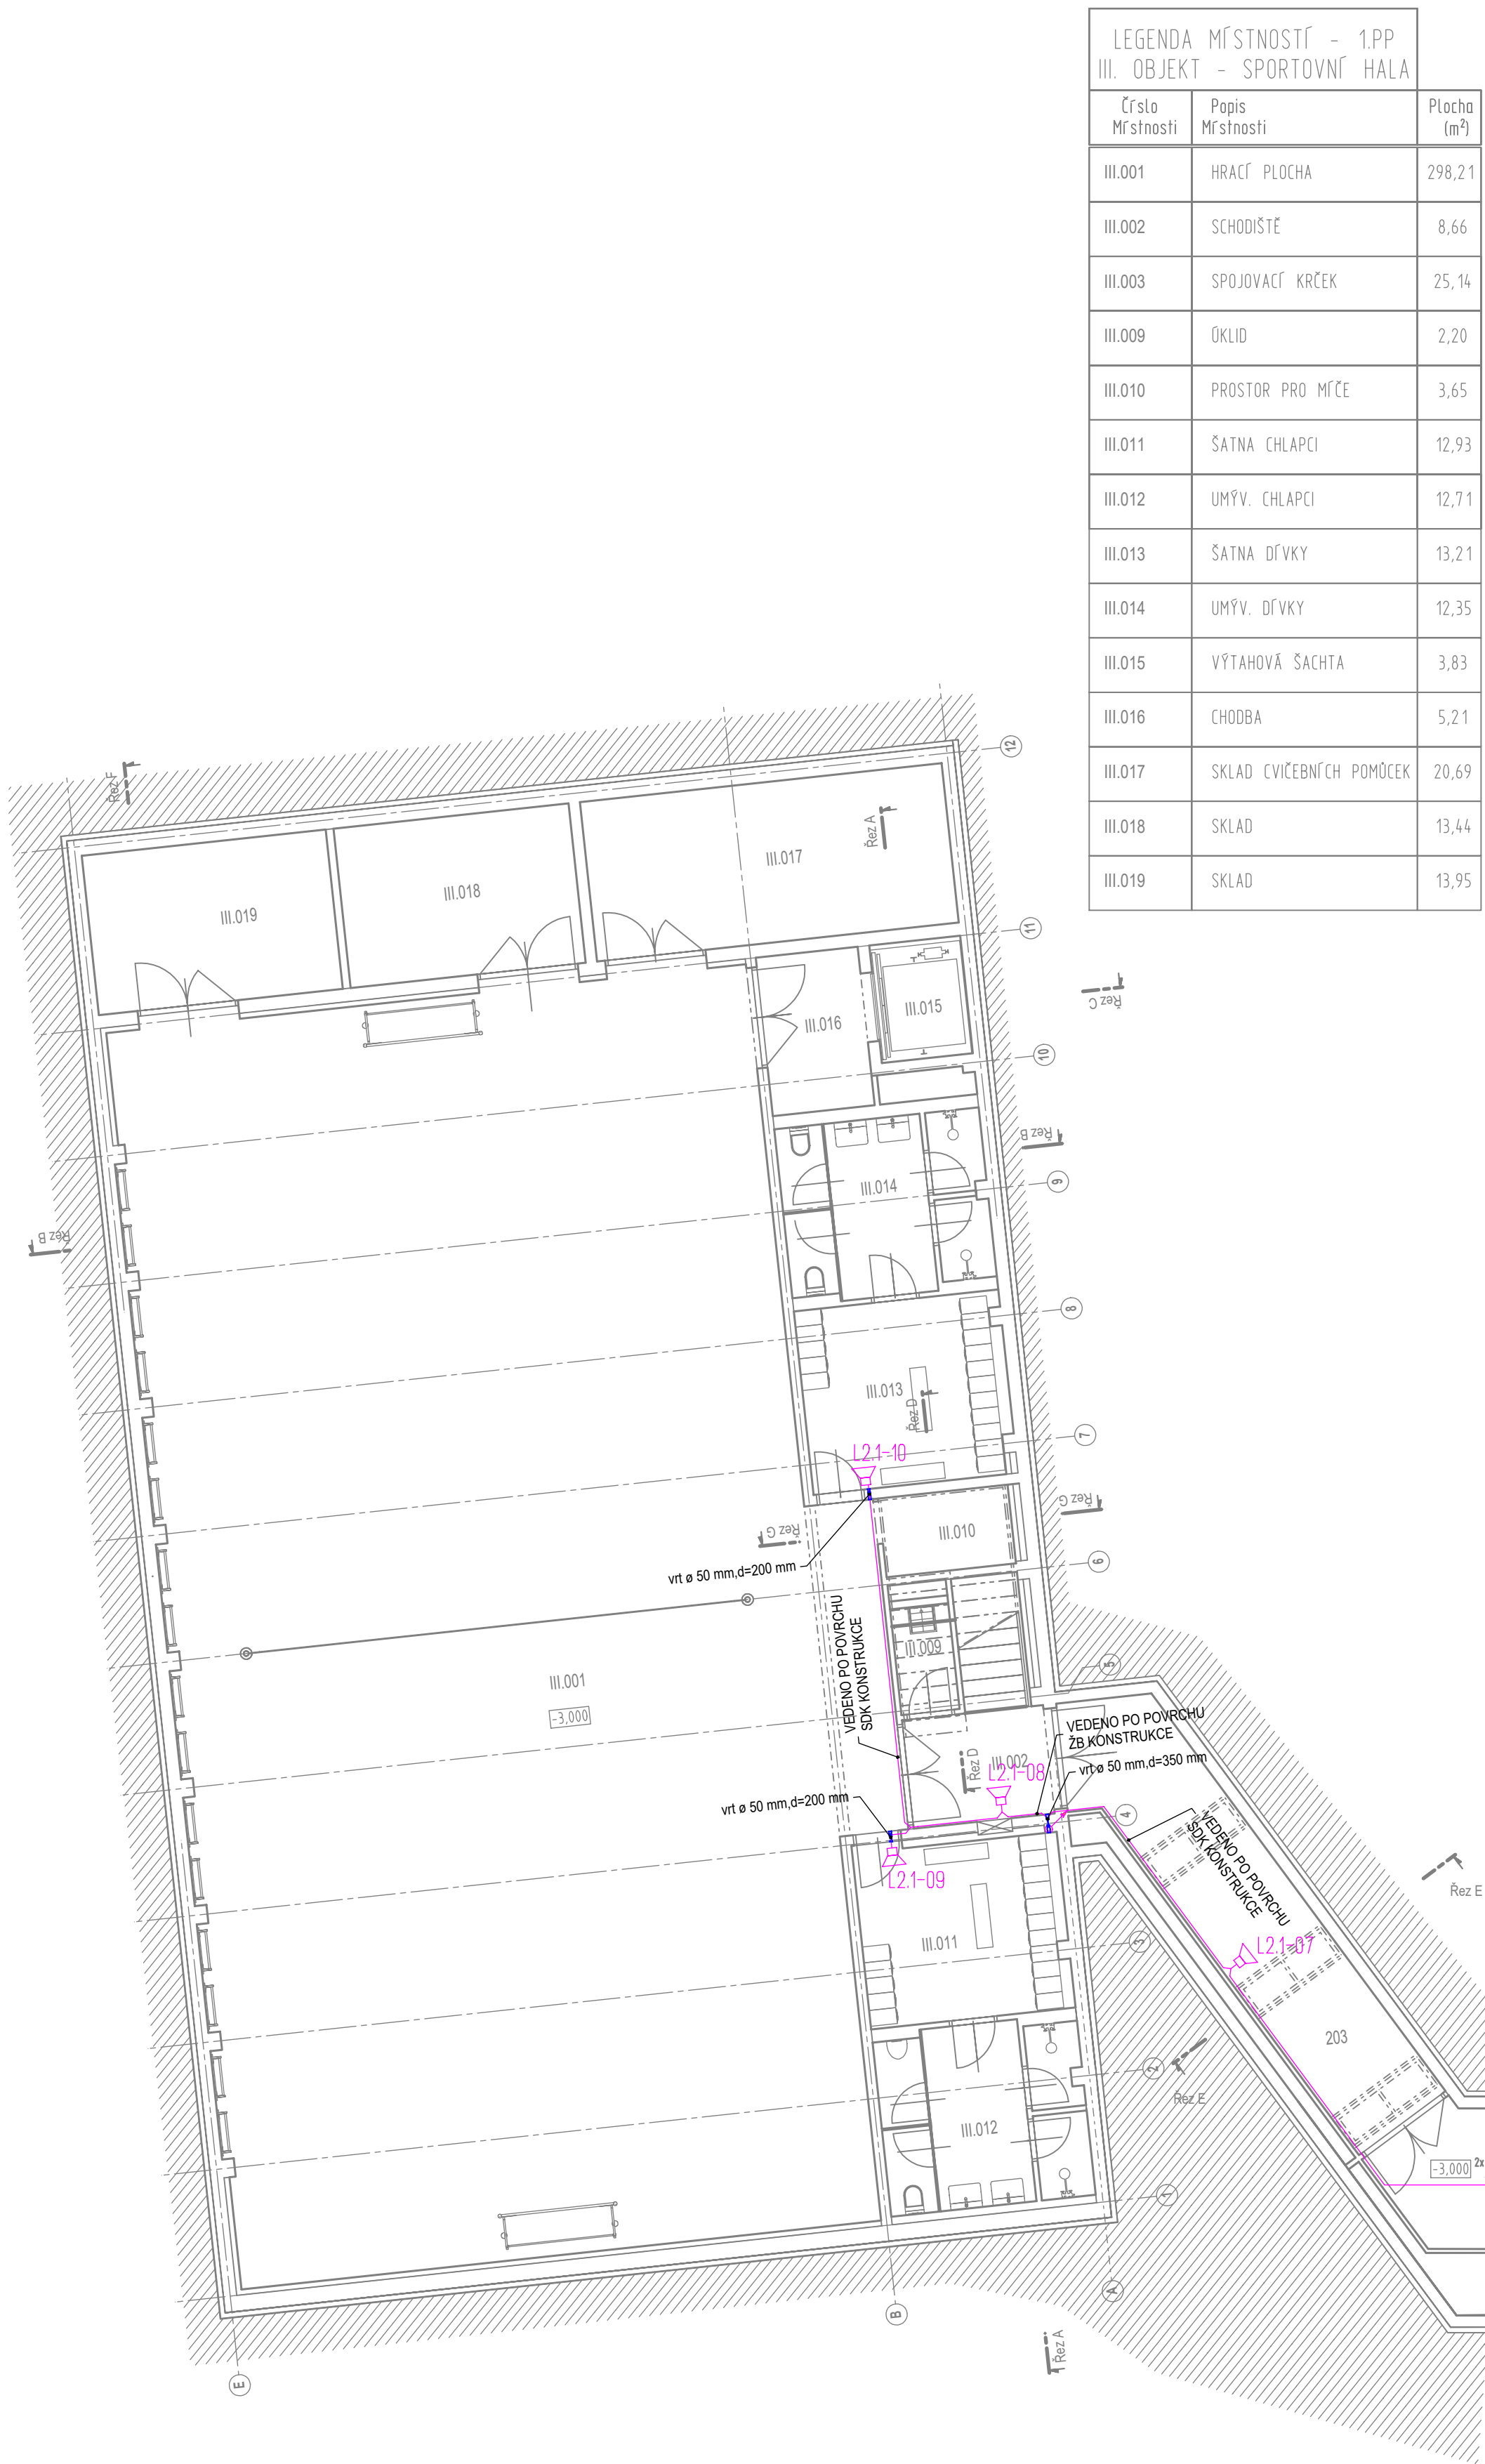 LEGENDA MÍSTNOSTÍ - 1.PP
III. OBJEKT - SPORTOVNÍ HALA
Číslo Místnosti Popis Místnosti Plocha (m²)
III.001 HRACÍ PLOCHA 298,21
III.002 SCHODIŠTĚ 8,66
III.003 SPOJOVACÍ KRČEK 25,14
III.009 ÚKLID 2,20
III.010 PROSTOR PRO MÍČE 3,65
III.011 ŠATNA CHLAPCI 12,93
III.012 UMÝV. CHLAPCI 12,71
III.013 ŠATNA DÍVKY 13,21
III.014 UMÝV. DÍVKY 12,35
III.015 VÝTAHOVÁ ŠACHTA 3,83
III.016 CHODBA 5,21
III.017 SKLAD CVIČEBNÍCH POMŮCEK 20,69
III.018 SKLAD 13,44
III.019 SKLAD 13,95
12
Řez F
Řez A
III.017
III.018
III.019
11
Řez C
III.015
III.016
10
Řez B
9
III.014
Řez B
8
III.013
Řez D
7
L2.1-10
Řez G
Řez G
III.010
6
vrt ø 50 mm,d=200 mm
VEDENO PO POVRCHU
SDK KONSTRUKCE
III.009
5
III.001
-3,000
VEDENO PO POVRCHU
ŽB KONSTRUKCE
III.002
Řez D
vrt ø 50 mm,d=350 mm
L2.1-08
vrt ø 50 mm,d=200 mm
4
VEDENO PO POVRCHU
SDK KONSTRUKCE
L2.1-09
Řez E
III.011
3
L2.1-07
203
2
Řez E
III.012
-3,000
2x
1
A
B
Řez A
E